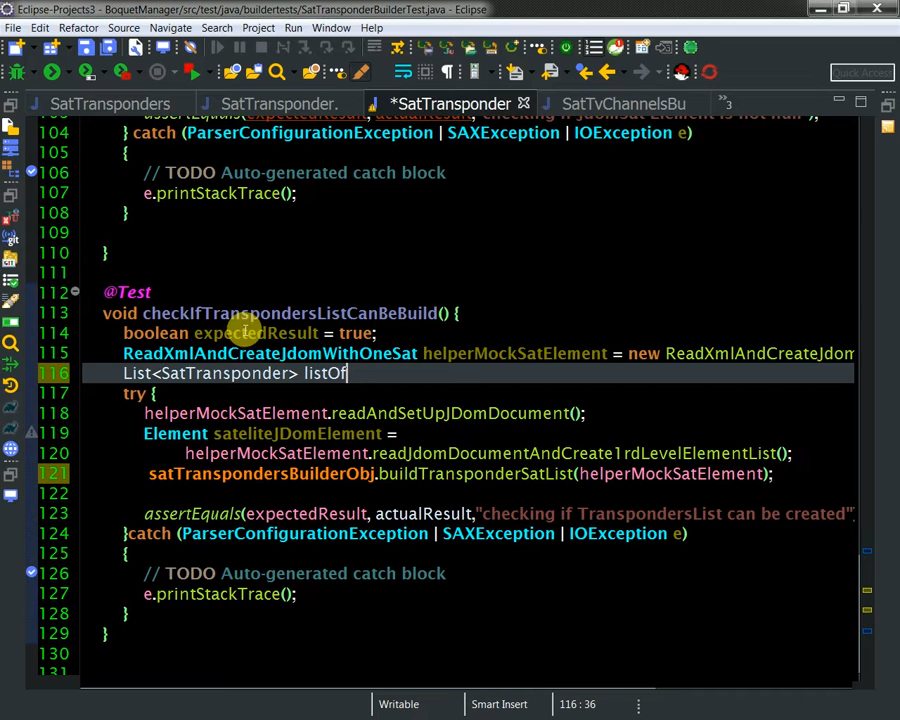 Eclipse-Projects3 - BoquetManager/src/test/java/buildertests/SatTransponderBuilderTest.java - Eclipse
File Edit Refactor Source Navigate Search Project Run Window Help
Quick Access
SatTransponders SatTransponder. *SatTransponder SatTvChannelsBu »3
104 } catch (ParserConfigurationException | SAXException | IOException e)
105 {
106 // TODO Auto-generated catch block
107 e.printStackTrace();
108 }
109
110 }
111
112 @Test
113 void checkIfTranspondersListCanBeBuild() {
114 boolean expectedResult = true;
115 ReadXmlAndCreateJdomWithOneSat helperMockSatElement = new ReadXmlAndCreateJdom
116 List<SatTransponder> listOf
117 try {
118 helperMockSatElement.readAndSetUpJDomDocument();
119 Element sateliteJDomElement =
120 helperMockSatElement.readJdomDocumentAndCreate1rdLevelElementList();
121 satTranspondersBuilderObj.buildTransponderSatList(helperMockSatElement);
122
123 assertEquals(expectedResult, actualResult,"checking if TranspondersList can be created"
124 }catch (ParserConfigurationException | SAXException | IOException e)
125 {
126 // TODO Auto-generated catch block
127 e.printStackTrace();
128 }
129 }
130
131
Writable Smart Insert 116 : 36